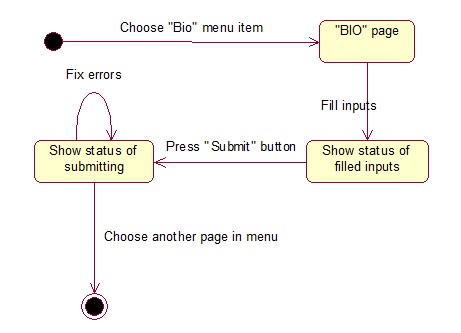 Choose "Bio" menu item
"BIO" page
Fix errors
Fill inputs
Show status of
submitting
Press "Submit" button
Show status of
filled inputs
Choose another page in menu